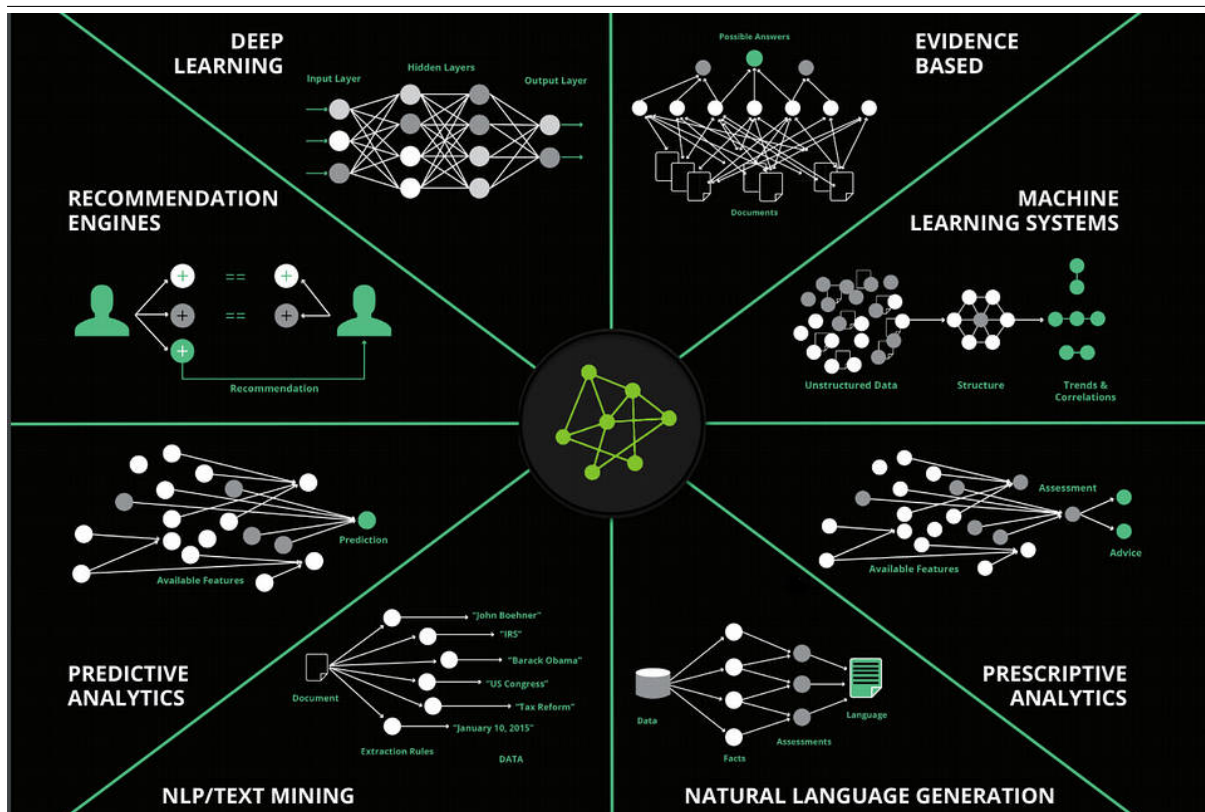 DEEP
LEARNING
Input Layer
Hidden Layers
Output Layer
Possible Answers
Documents
EVIDENCE
BASED
RECOMMENDATION
ENGINES
==
==
Recommendation
MACHINE
LEARNING SYSTEMS
Unstructured Data
Structure
Trends &
Correlations
Prediction
Available Features
PREDICTIVE
ANALYTICS
Assessment
Advice
Available Features
PRESCRIPTIVE
ANALYTICS
Document
"John Boehner"
"IRS"
"Barack Obama"
"US Congress"
"Tax Reform"
"January 10, 2015"
Extraction Rules
DATA
NLP/TEXT MINING
Data
Facts
Assessments
Language
NATURAL LANGUAGE GENERATION